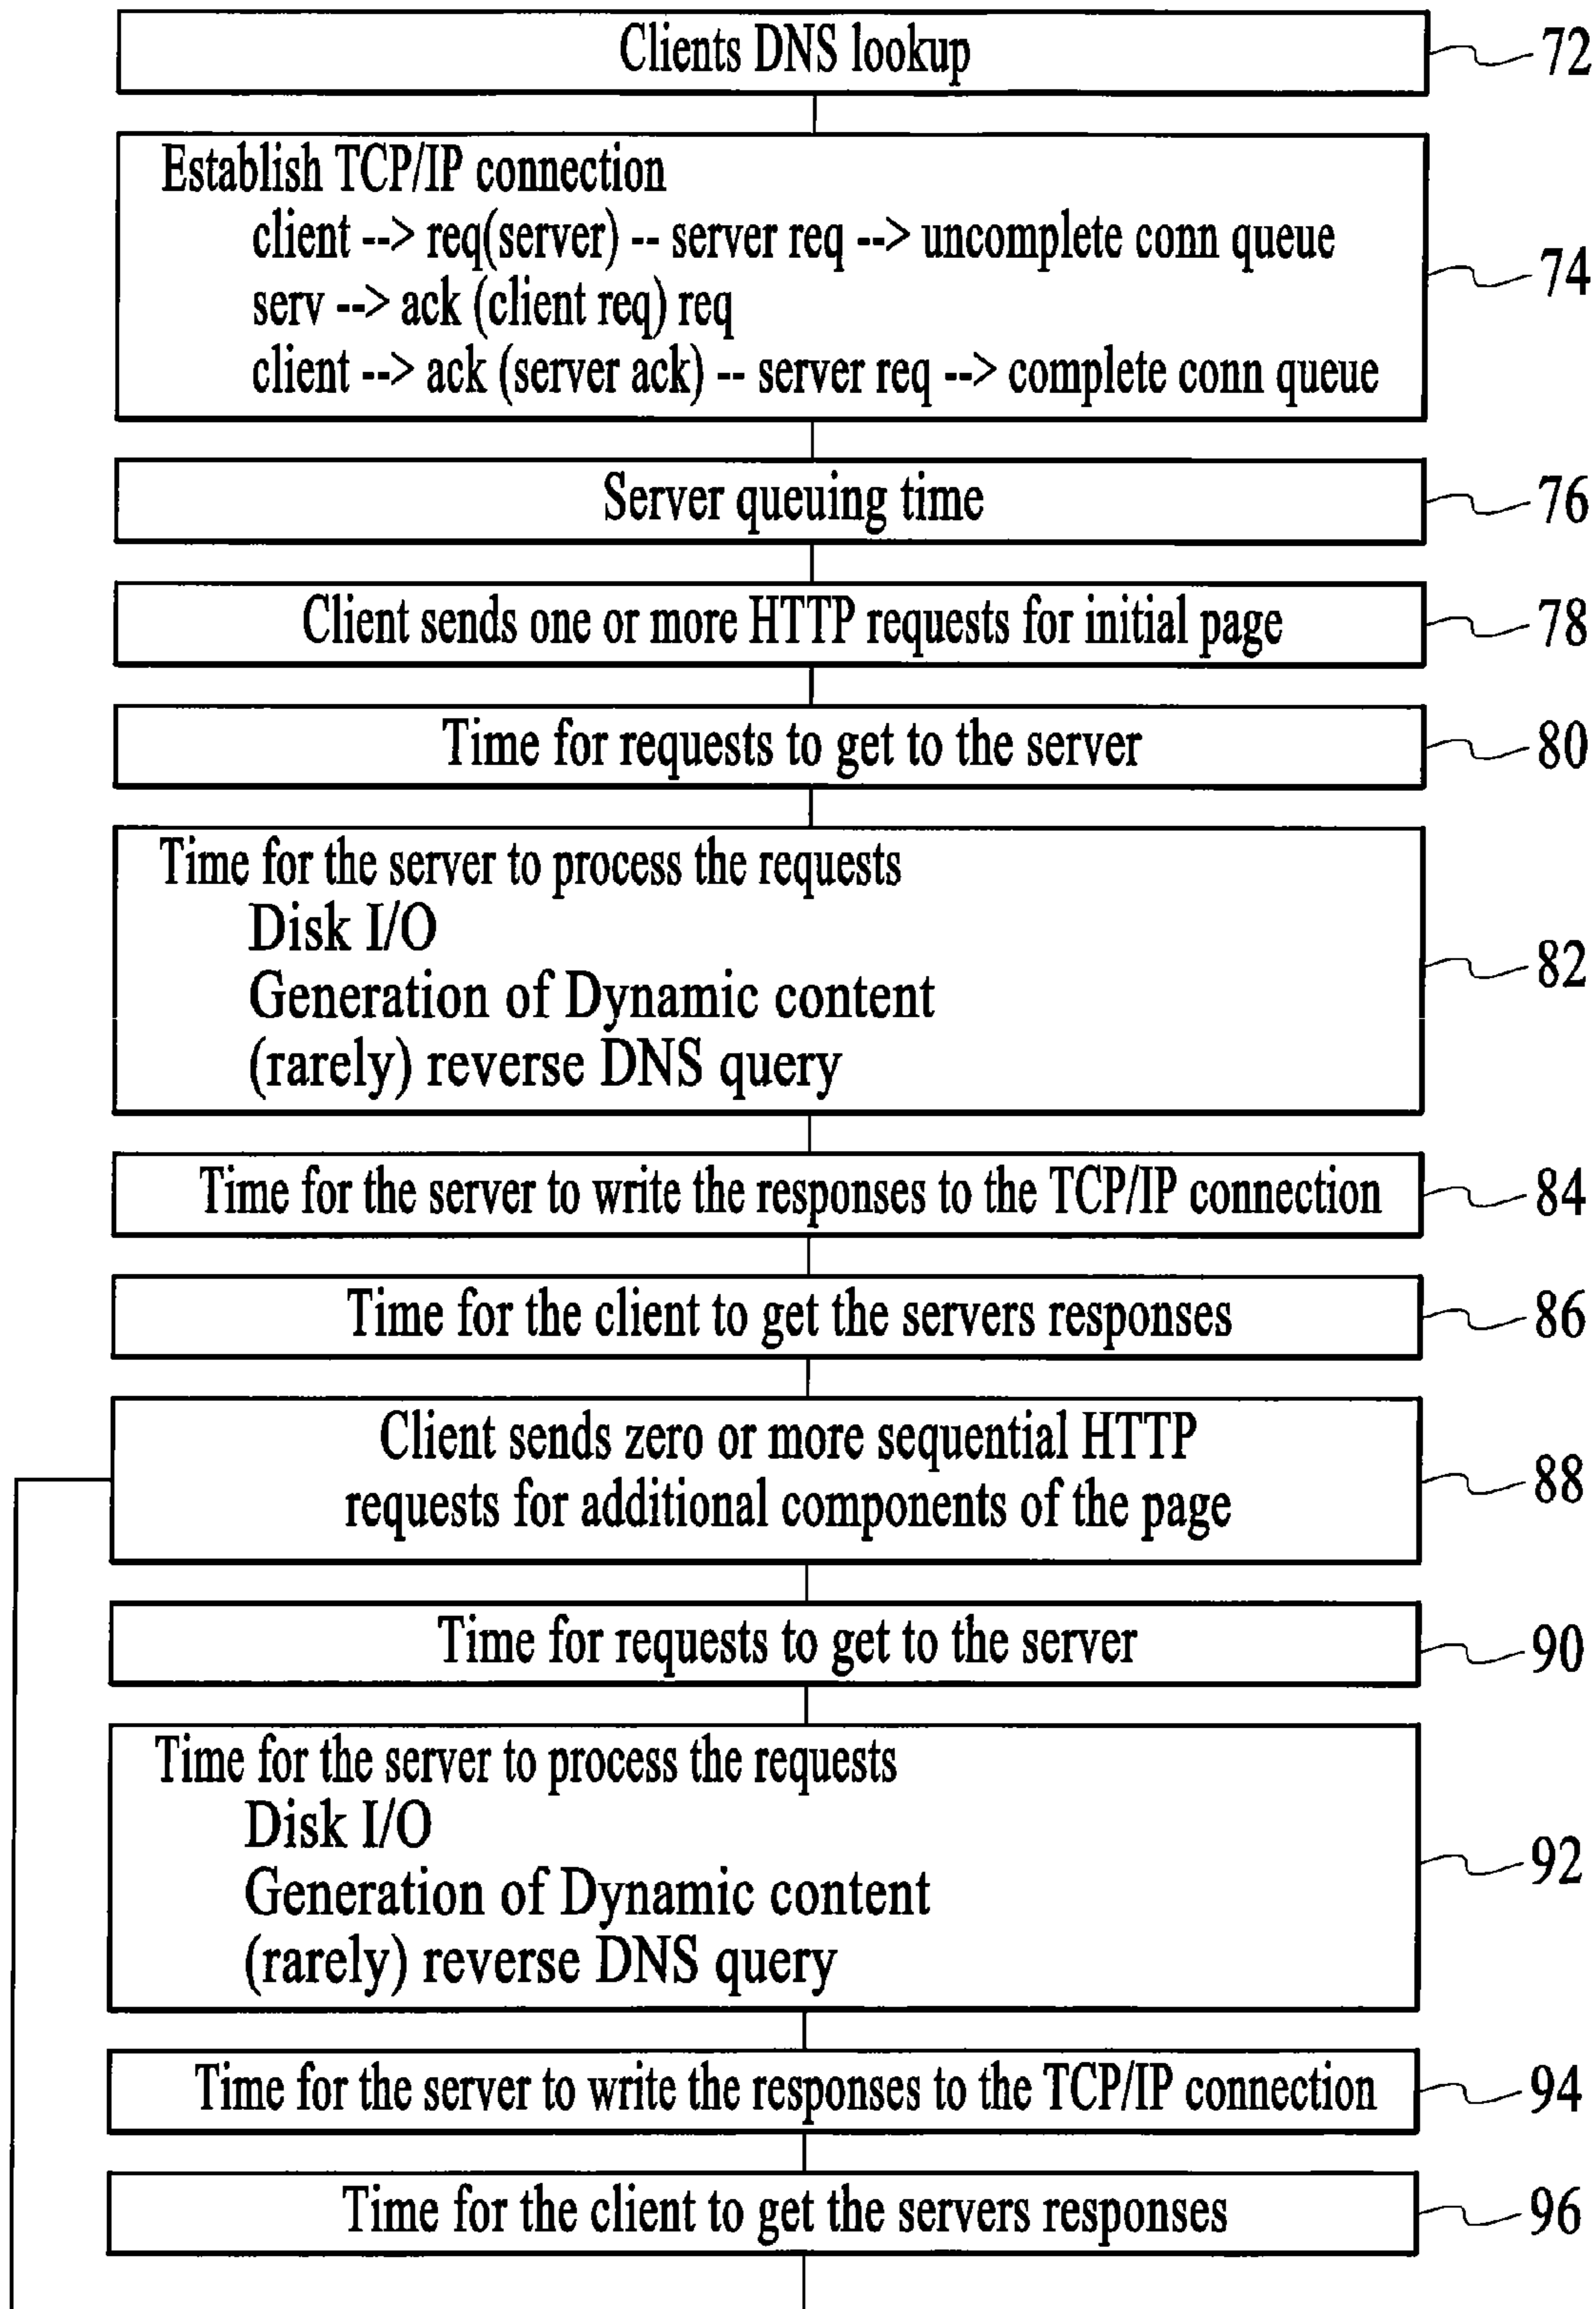 Clients DNS lookup
72
Establish TCP/IP connection
client --> req(server) -- server req --> uncomplete conn queue
serv --> ack (client req) req
client --> ack (server ack) -- server req --> complete conn queue
74
Server queuing time
76
Client sends one or more HTTP requests for initial page
78
Time for requests to get to the server
80
Time for the server to process the requests
Disk I/O
Generation of Dynamic content
(rarely) reverse DNS query
82
Time for the server to write the responses to the TCP/IP connection
84
Time for the client to get the servers responses
86
Client sends zero or more sequential HTTP
requests for additional components of the page
88
Time for requests to get to the server
90
Time for the server to process the requests
Disk I/O
Generation of Dynamic content
(rarely) reverse DNS query
92
Time for the server to write the responses to the TCP/IP connection
94
Time for the client to get the servers responses
96